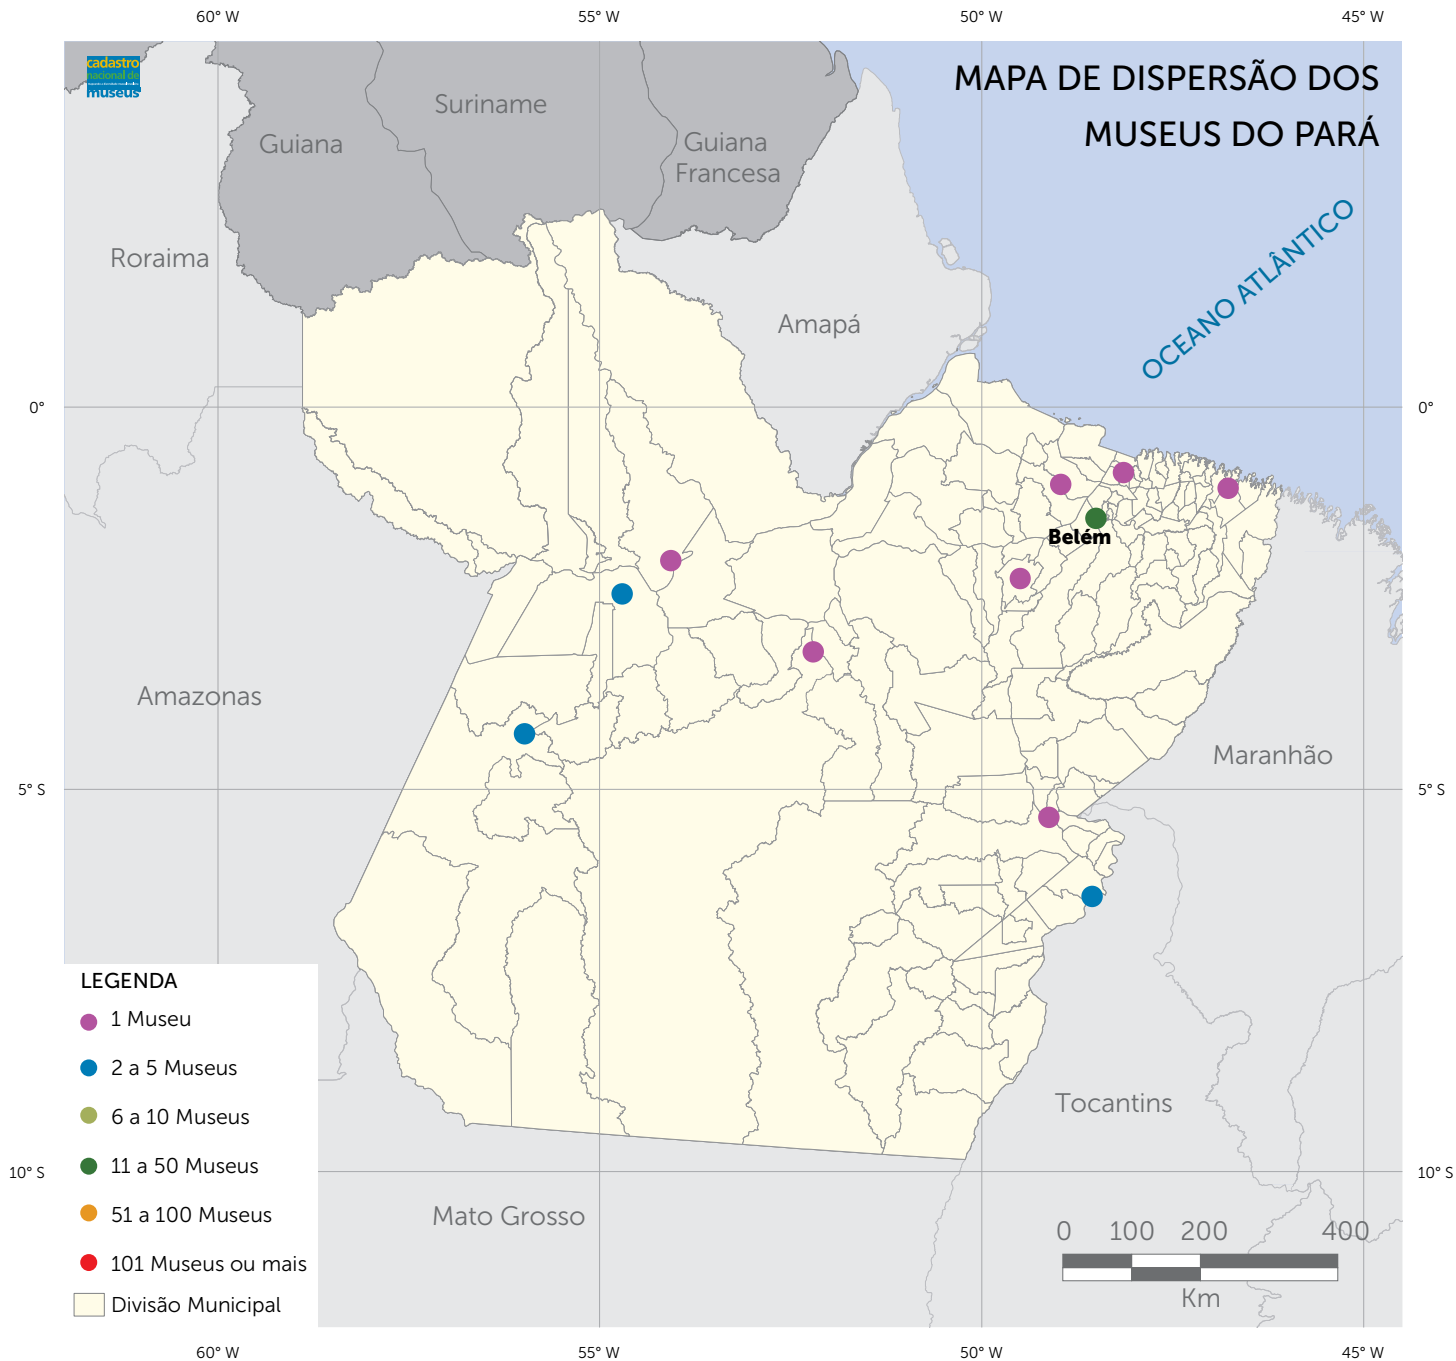 60° W
55° W
50° W
45° W
cadastro
nacional de
museus
MAPA DE DISPERSÃO DOS
MUSEUS DO PARÁ
Suriname
Guiana
Guiana
Francesa
OCEANO ATLÂNTICO
Roraima
Amapá
0°
0°
Belém
Amazonas
Maranhão
5° S
5° S
LEGENDA
1 Museu
2 a 5 Museus
6 a 10 Museus
11 a 50 Museus
51 a 100 Museus
101 Museus ou mais
Divisão Municipal
Tocantins
10° S
10° S
Mato Grosso
0 100 200 400
Km
60° W
55° W
50° W
45° W